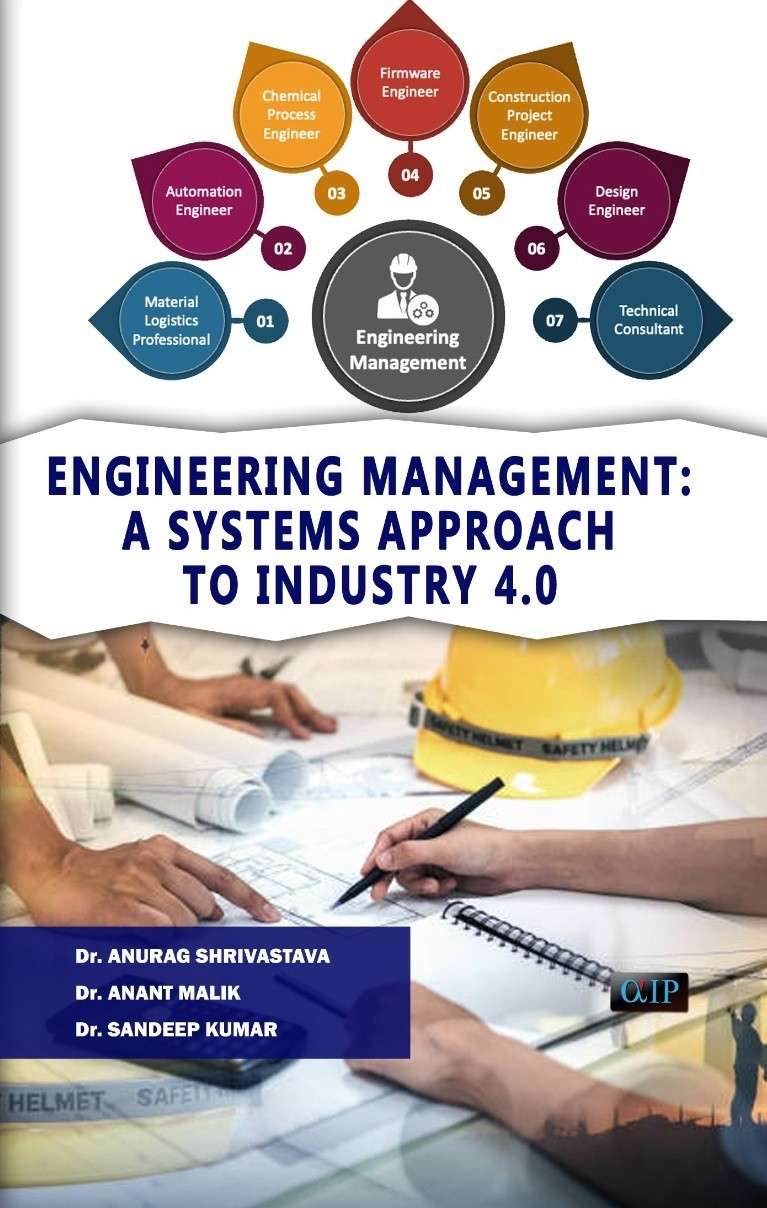 Firmware
Engineer
Chemical
Process
Engineer
Construction
Project
Engineer
04
03
05
Automation
Engineer
Design
Engineer
02
06
Material
Logistics
Professional
01
Engineering
Management
07
Technical
Consultant
ENGINEERING MANAGEMENT:
A SYSTEMS APPROACH
TO INDUSTRY 4.0
SAFETY HELMET SAFETY HELMET
Dr. ANURAG SHRIVASTAVA
Dr. ANANT MALIK
Dr. SANDEEP KUMAR
αIP
HELMET SAFETY